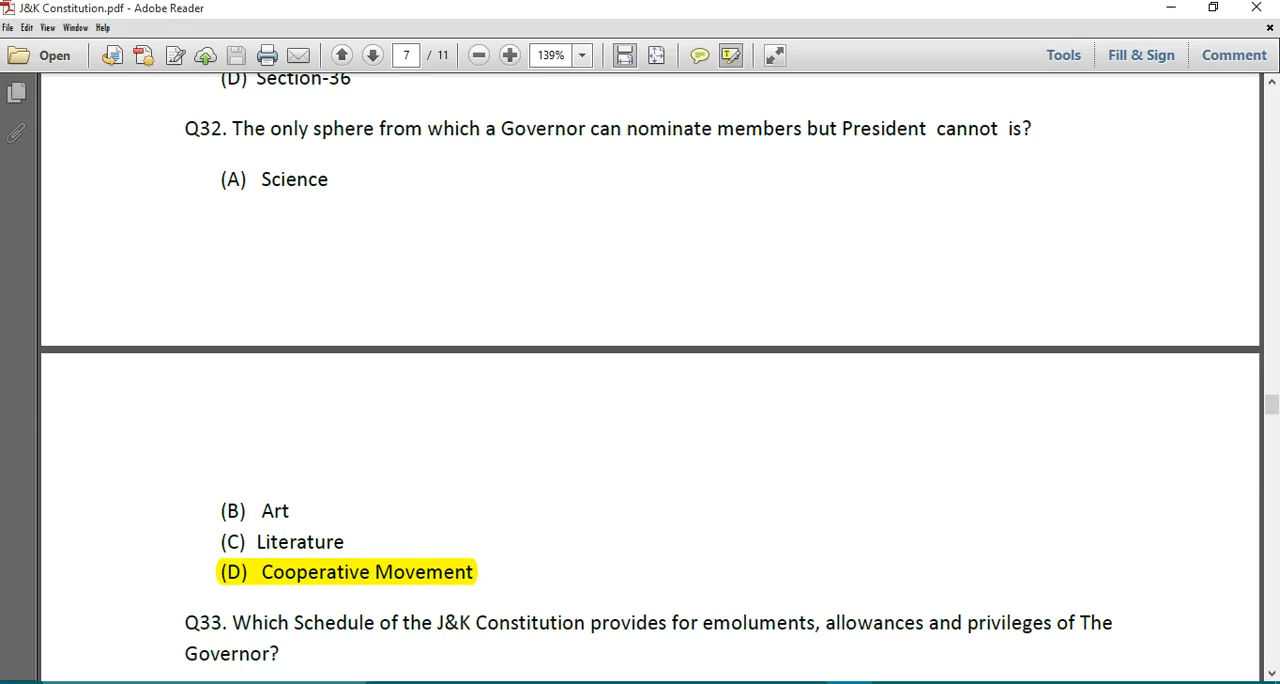 J&K Constitution.pdf - Adobe Reader
File Edit View Window Help
Open 7 / 11 139% Tools Fill & Sign Comment
(D) Section-36
Q32. The only sphere from which a Governor can nominate members but President cannot is?
(A) Science
(B) Art
(C) Literature
(D) Cooperative Movement
Q33. Which Schedule of the J&K Constitution provides for emoluments, allowances and privileges of The
Governor?